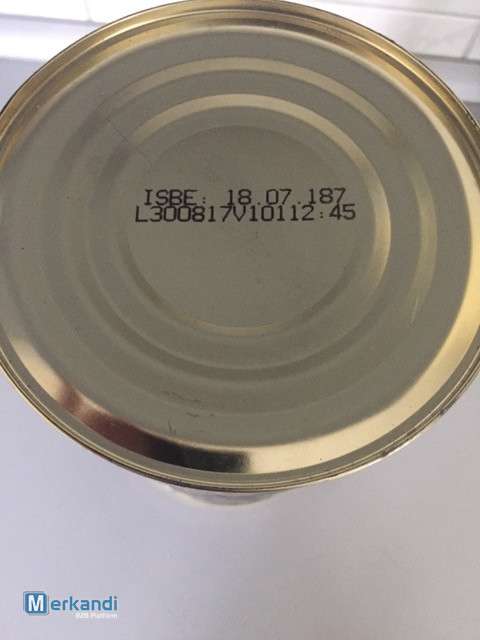 ISBE: 18.07.187
L300817V10112:45
Merkandi
B2B Platform